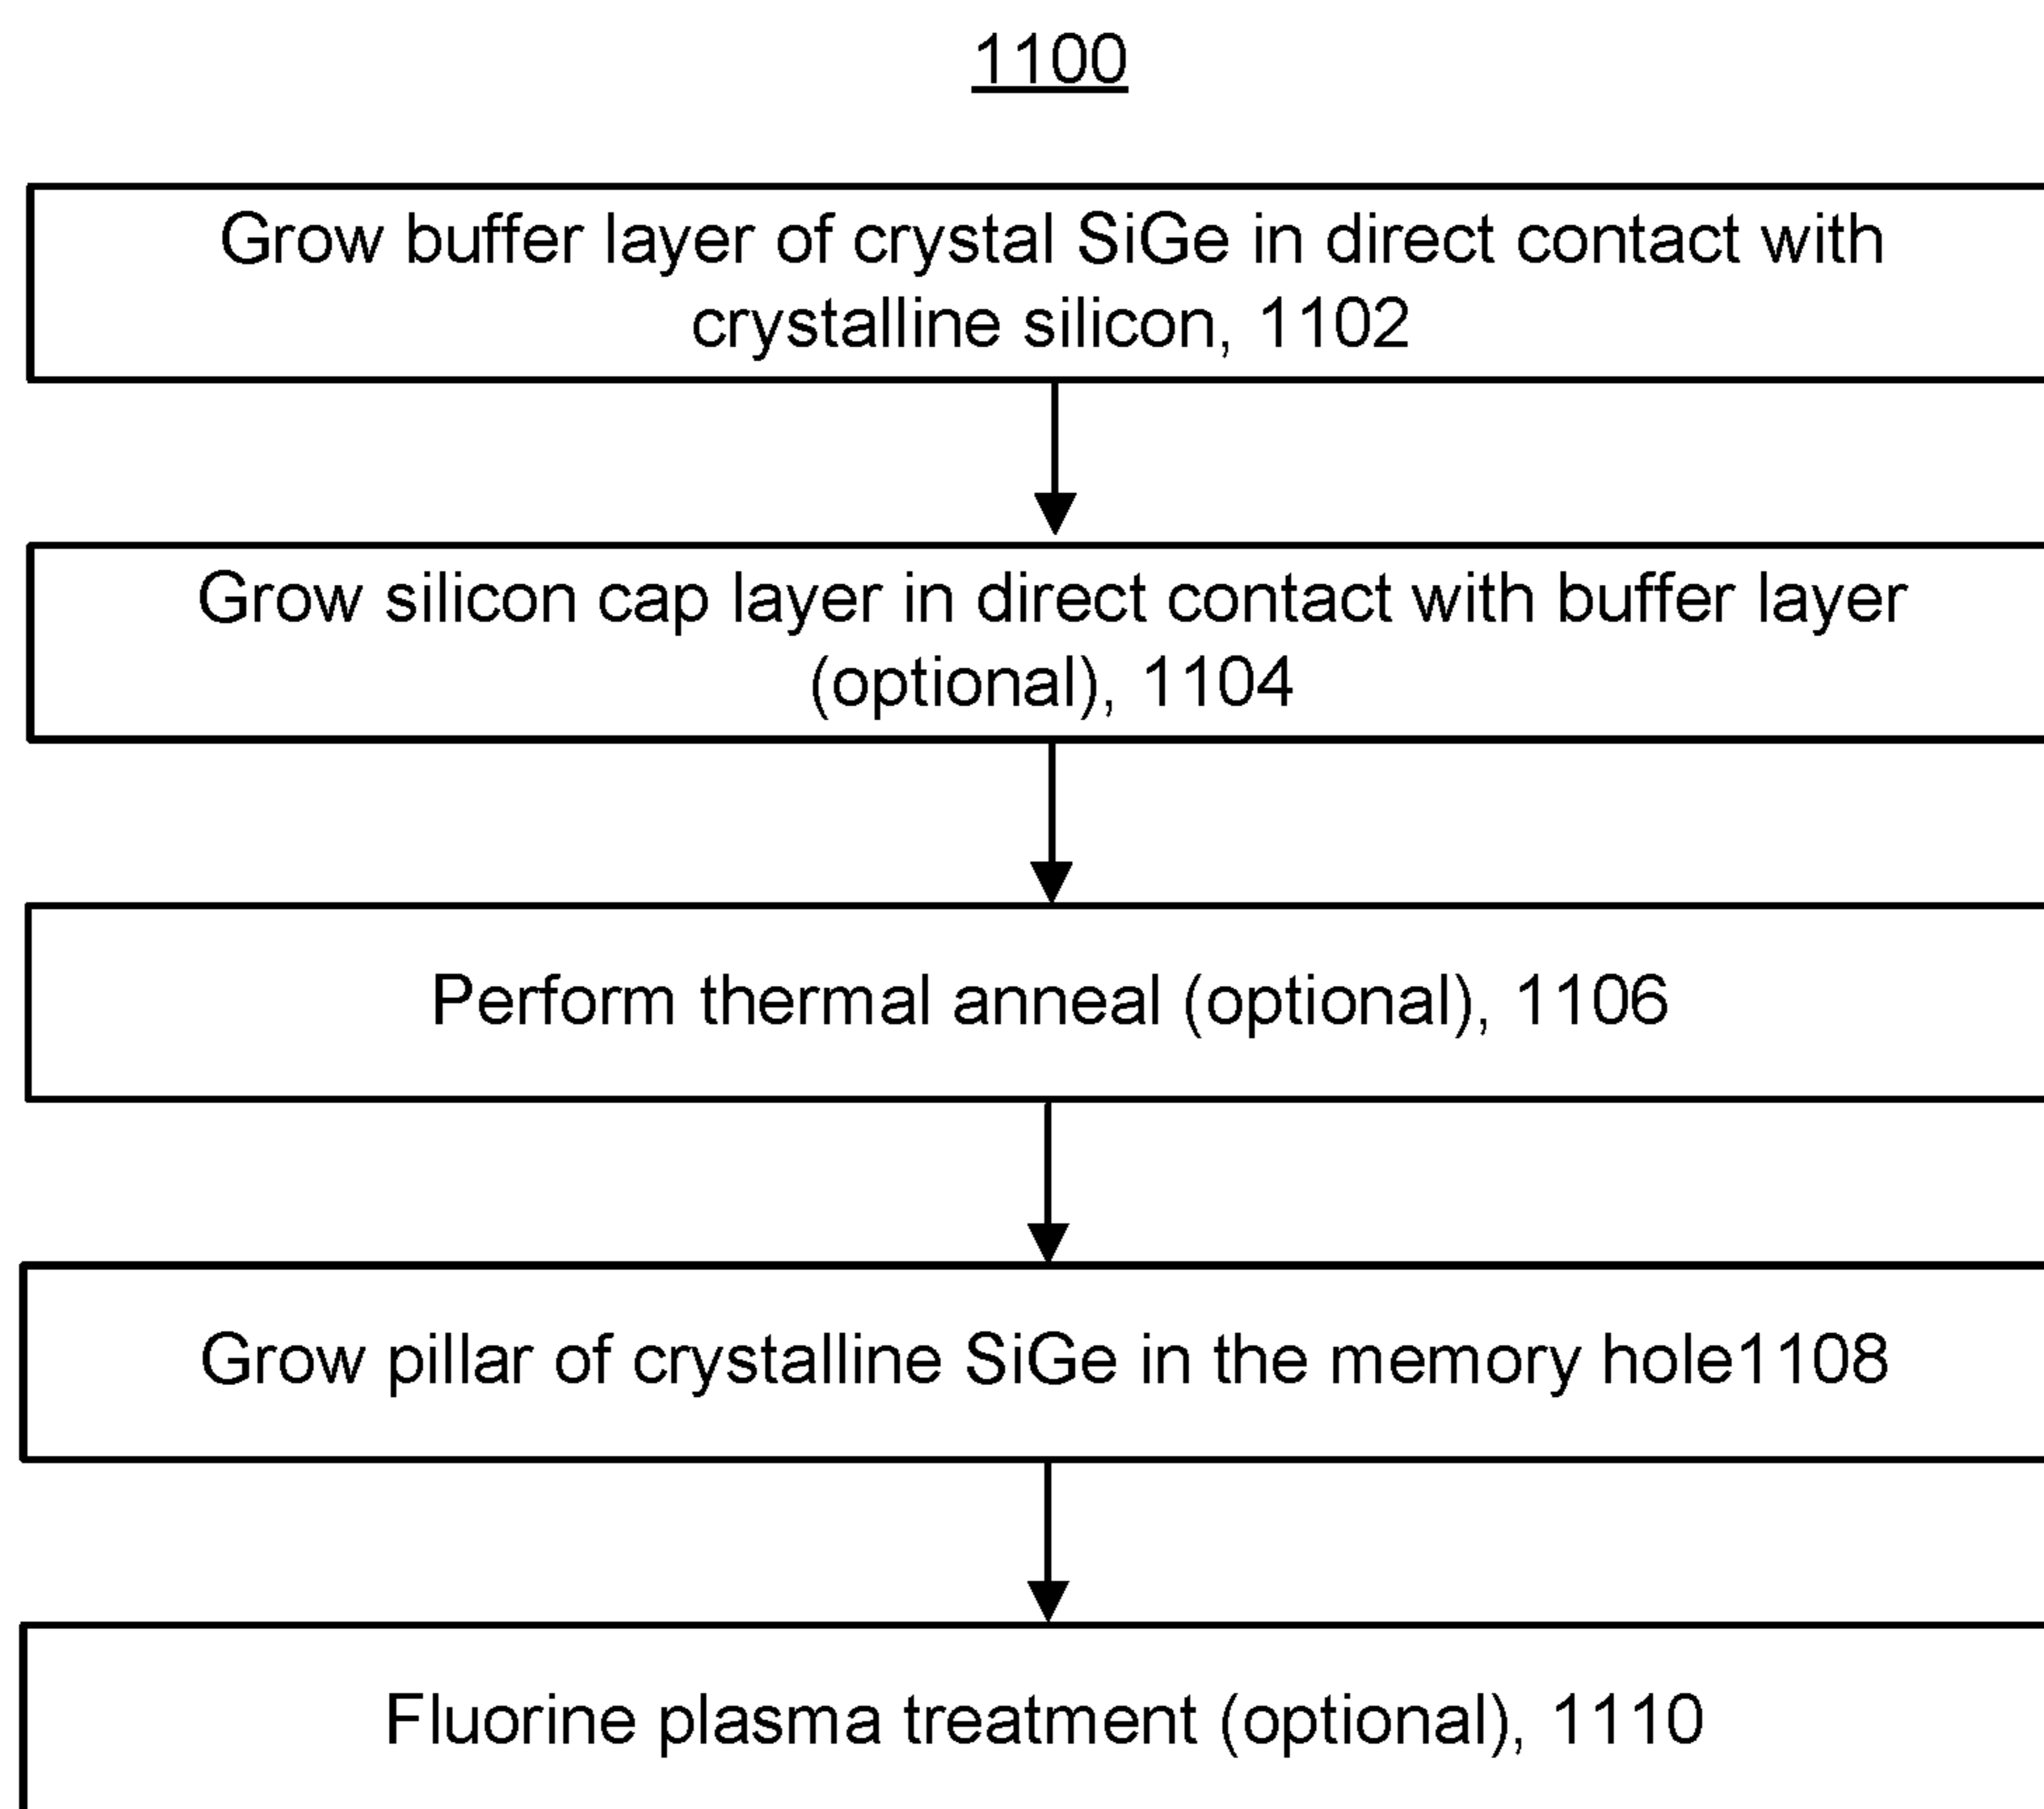 1100
Grow buffer layer of crystal SiGe in direct contact with
crystalline silicon, 1102
Grow silicon cap layer in direct contact with buffer layer
(optional), 1104
Perform thermal anneal (optional), 1106
Grow pillar of crystalline SiGe in the memory hole1108
Fluorine plasma treatment (optional), 1110